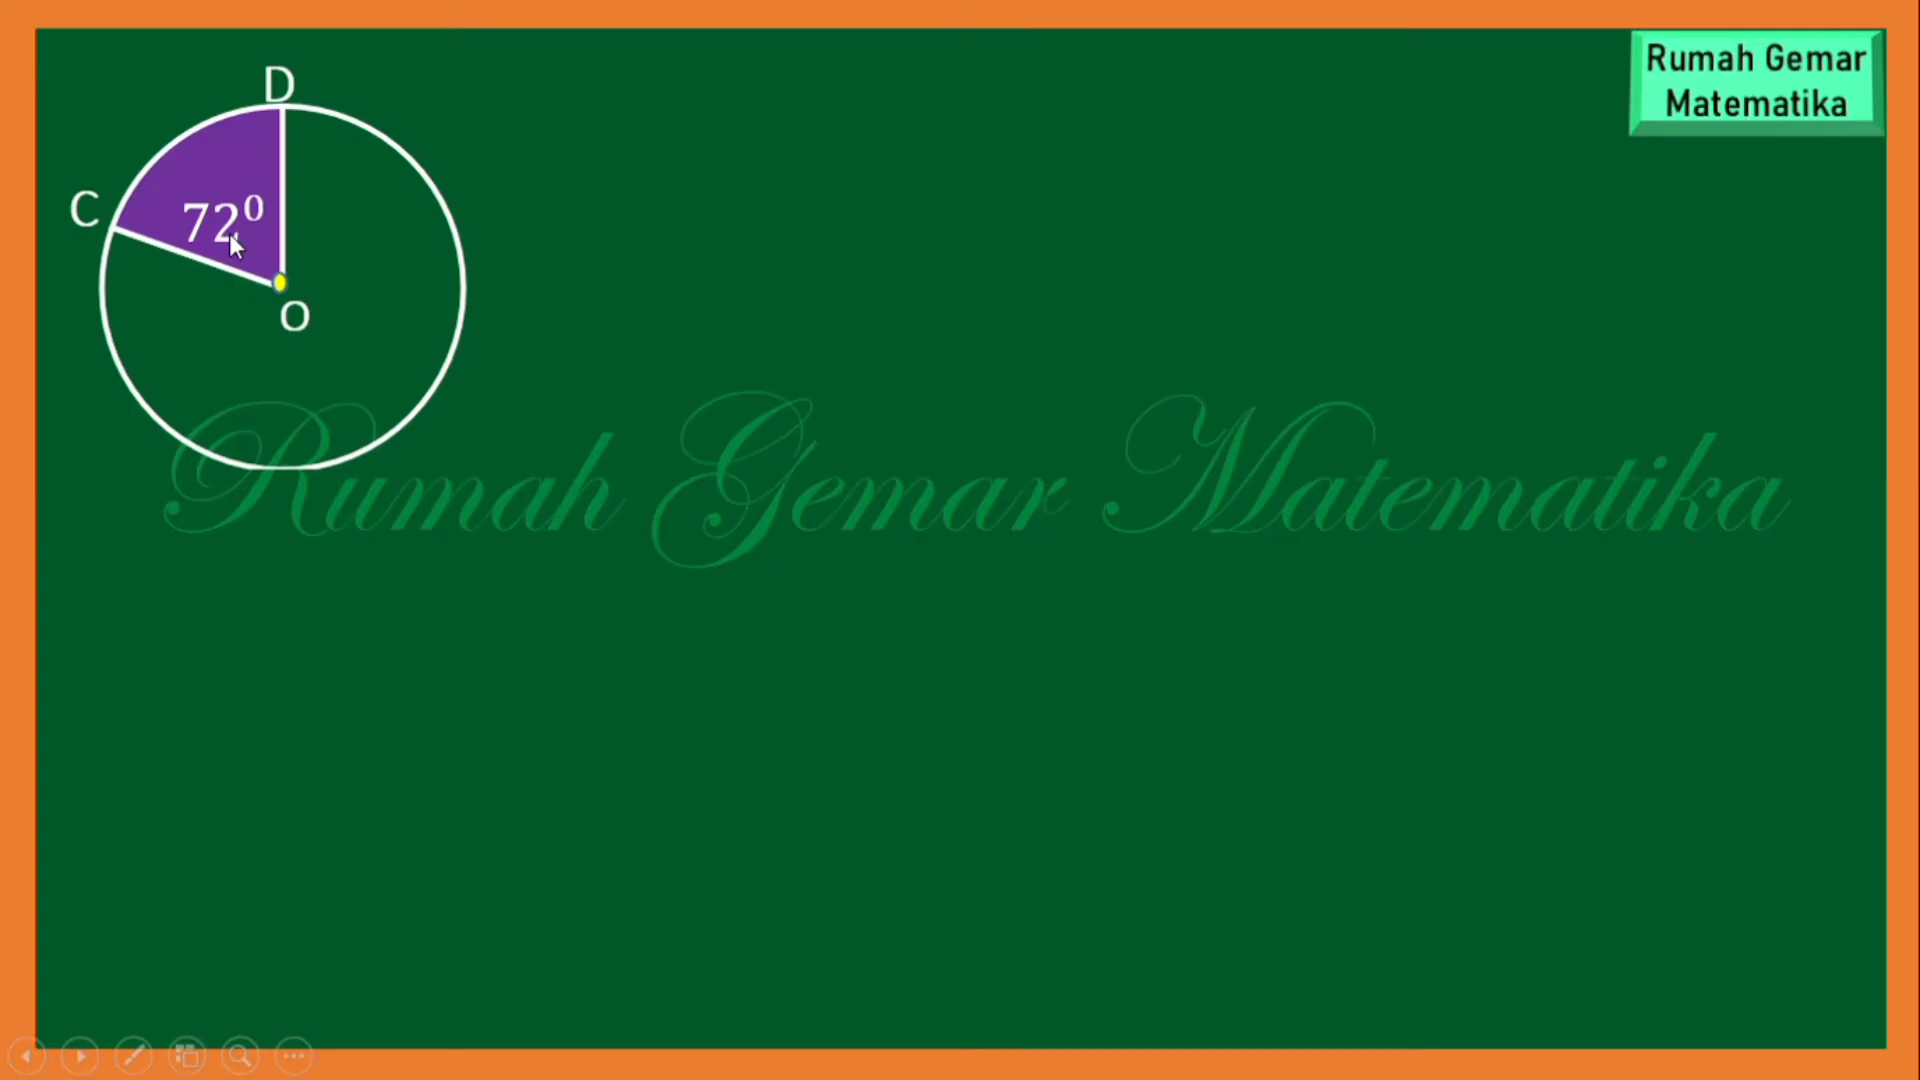 Rumah Gemar
Matematika
D
C
72⁰
O
Rumah Gemar Matematika